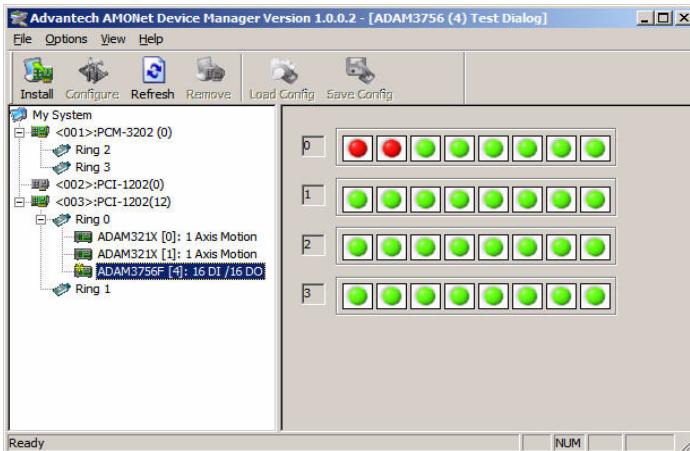 Advantech AMONet Device Manager Version 1.0.0.2 - [ADAM3756 (4) Test Dialog]
File Options View Help
Install Configure Refresh Remove Load Config Save Config
My System
<001>:PCM-3202 (0)
Ring 2
Ring 3
<002>:PCI-1202(0)
<003>:PCI-1202(12)
Ring 0
ADAM321X [0]: 1 Axis Motion
ADAM321X [1]: 1 Axis Motion
ADAM3756F [4]: 16 DI /16 DO
Ring 1
0
1
2
3
Ready
NUM